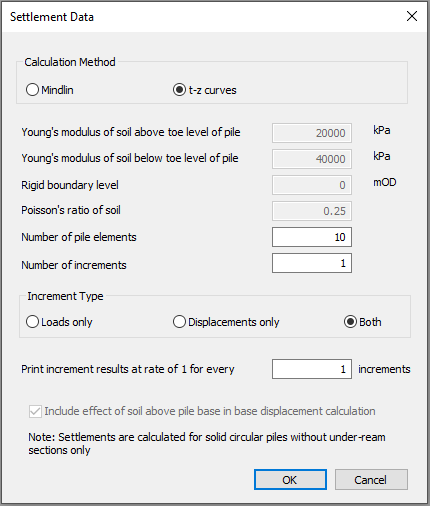 Settlement Data
Calculation Method
Mindlin t-z curves
Young's modulus of soil above toe level of pile 20000 kPa
Young's modulus of soil below toe level of pile 40000 kPa
Rigid boundary level 0 mOD
Poisson's ratio of soil 0.25
Number of pile elements 10
Number of increments 1
Increment Type
Loads only Displacements only Both
Print increment results at rate of 1 for every 1 increments
Include effect of soil above pile base in base displacement calculation
Note: Settlements are calculated for solid circular piles without under-ream
sections only
OK Cancel